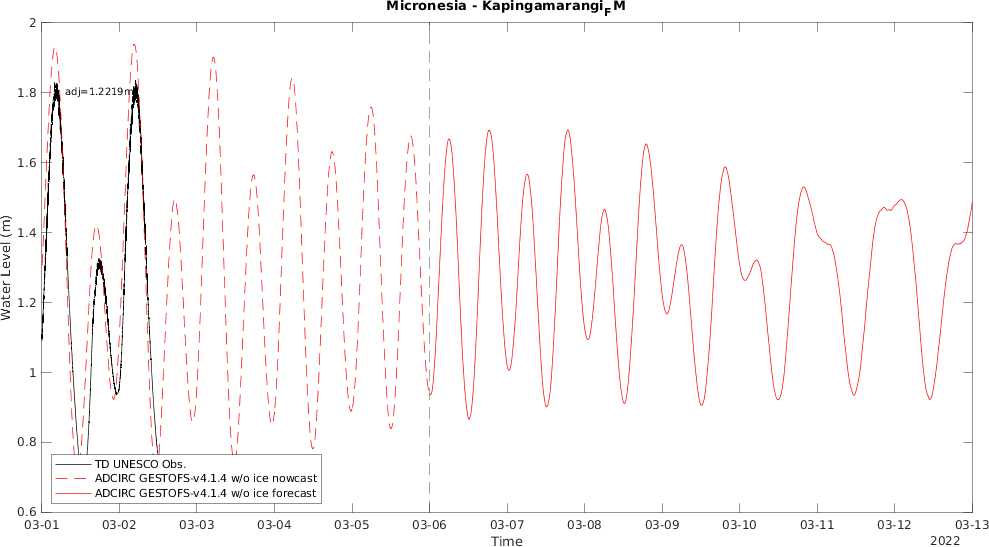 Micronesia - Kapingamarangi_FM
2
1.8
1.6
1.4
1.2
1
0.8
0.6
Water Level (m)
adj=1.2219m
TD UNESCO Obs.
ADCIRC GESTOFS-v4.1.4 w/o ice nowcast
ADCIRC GESTOFS-v4.1.4 w/o ice forecast
03-01 03-02 03-03 03-04 03-05 03-06 03-07 03-08 03-09 03-10 03-11 03-12 03-13
Time
2022